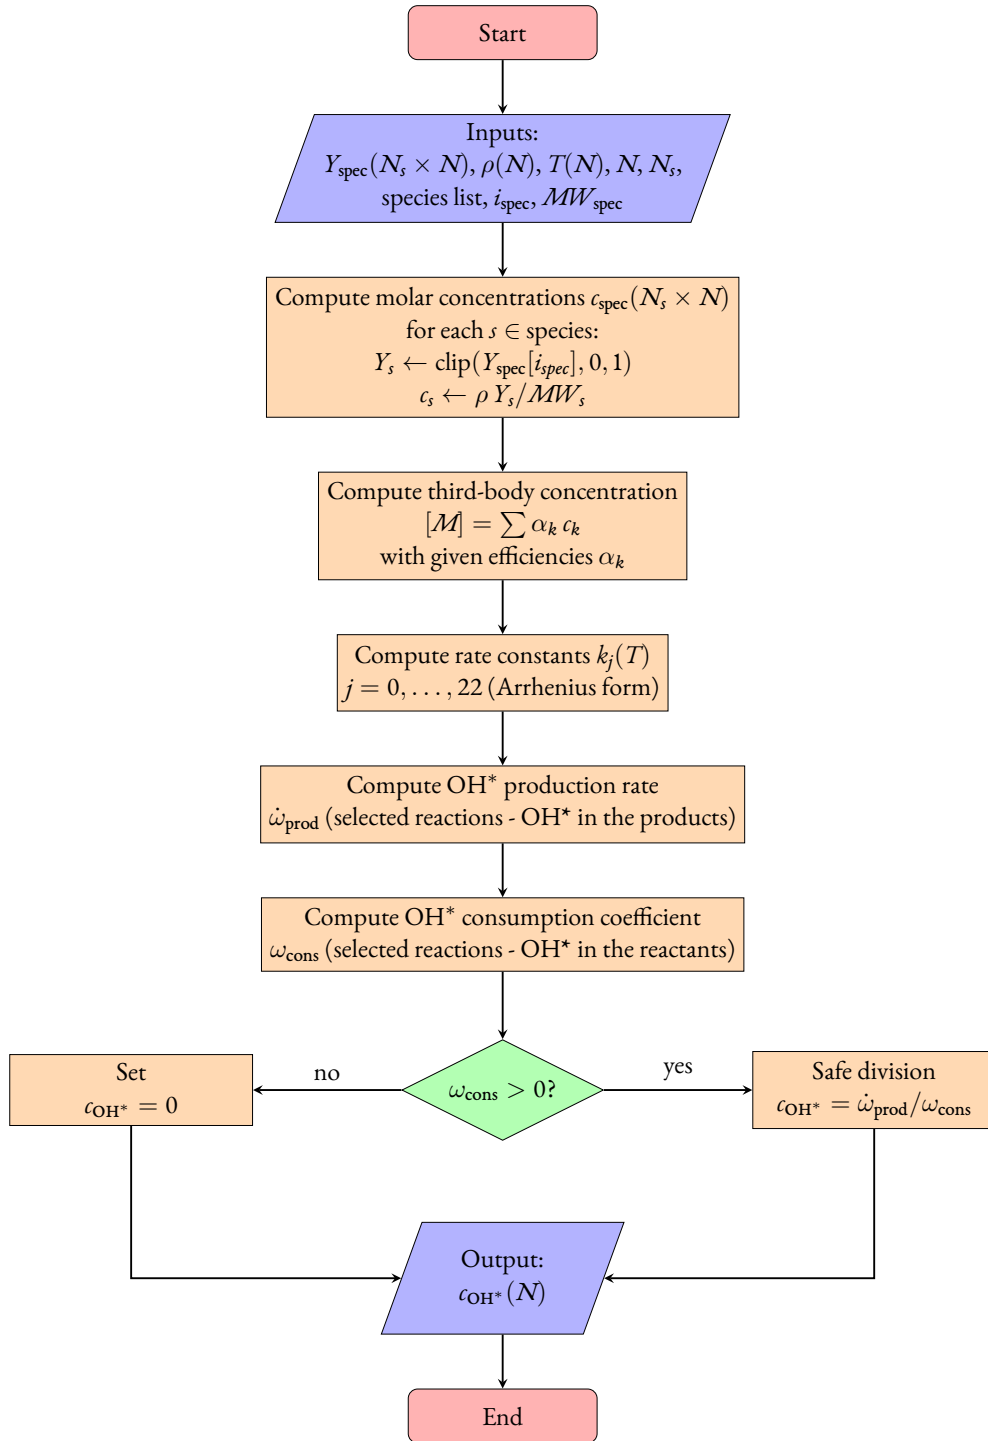 Start
Inputs:
Y_spec(N_s × N), ρ(N), T(N), N, N_s,
species list, i_spec, MW_spec
Compute molar concentrations c_spec(N_s × N)
for each s ∈ species:
Y_s ← clip(Y_spec[i_spec], 0, 1)
c_s ← ρ Y_s/MW_s
Compute third-body concentration
[M] = ∑ α_k c_k
with given efficiencies α_k
Compute rate constants k_j(T)
j = 0, . . . , 22 (Arrhenius form)
Compute OH* production rate
ω̇_prod (selected reactions - OH* in the products)
Compute OH* consumption coefficient
ω_cons (selected reactions - OH* in the reactants)
ω_cons > 0?
no
yes
Set
c_OH* = 0
Safe division
c_OH* = ω̇_prod/ω_cons
Output:
c_OH*(N)
End